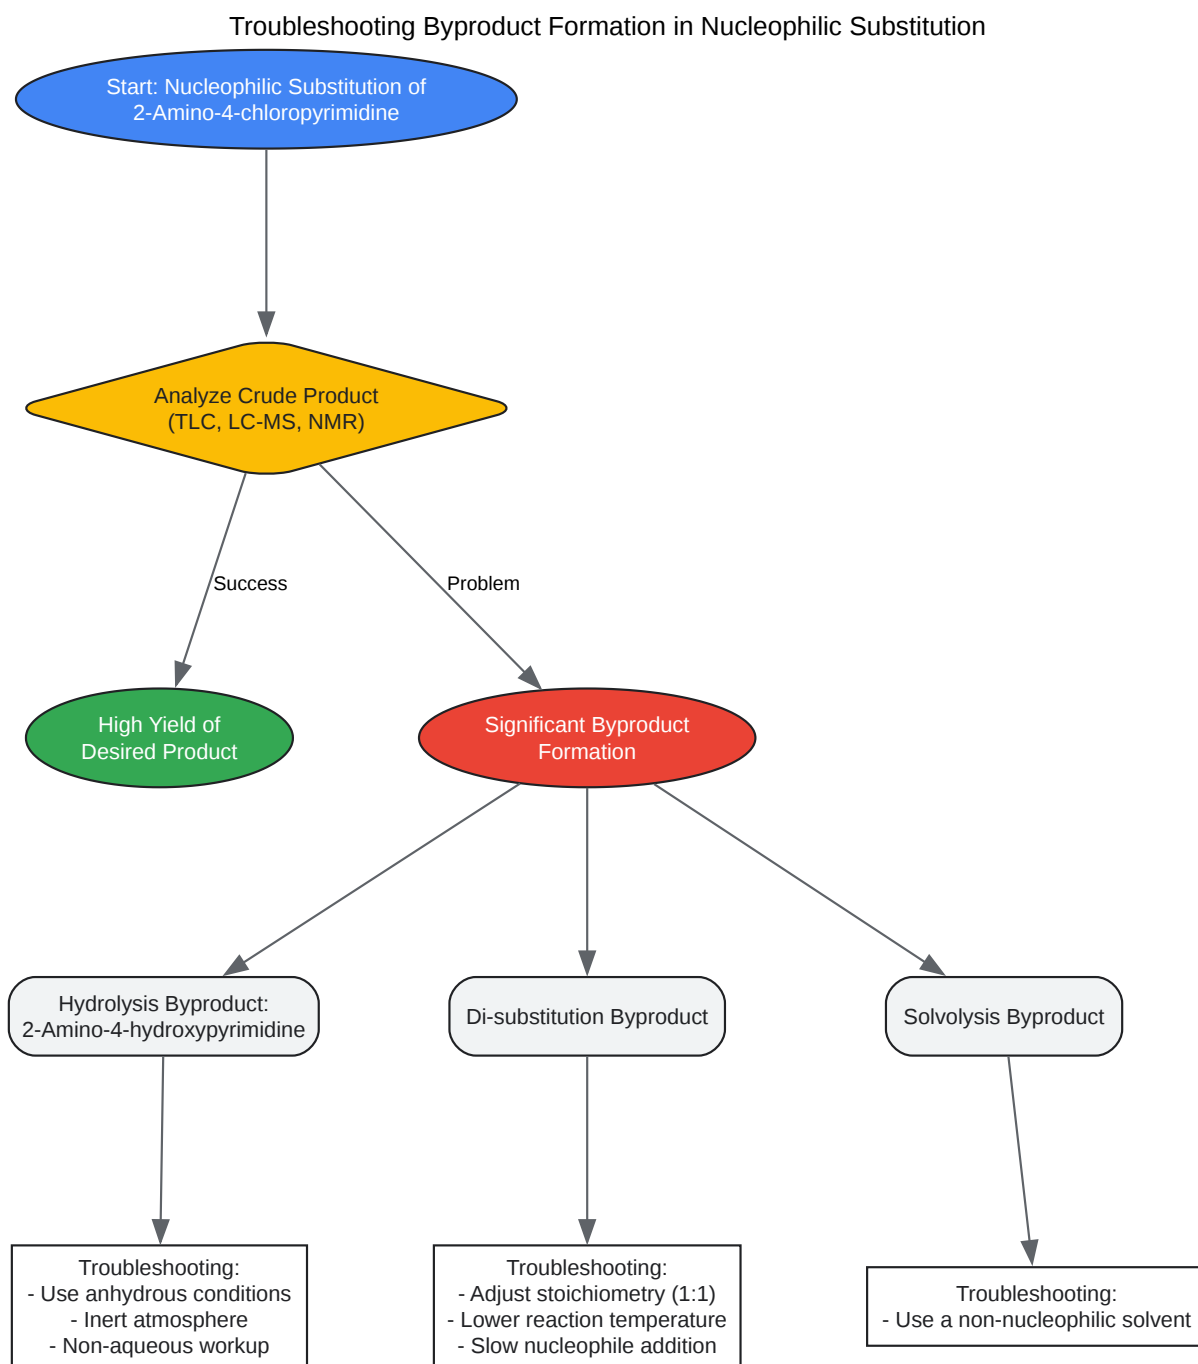 Troubleshooting Byproduct Formation in Nucleophilic Substitution
Start: Nucleophilic Substitution of
2-Amino-4-chloropyrimidine
Analyze Crude Product
(TLC, LC-MS, NMR)
Success
Problem
High Yield of
Desired Product
Significant Byproduct
Formation
Hydrolysis Byproduct:
2-Amino-4-hydroxypyrimidine
Di-substitution Byproduct
Solvolysis Byproduct
Troubleshooting:
- Use anhydrous conditions
- Inert atmosphere
- Non-aqueous workup
Troubleshooting:
- Adjust stoichiometry (1:1)
- Lower reaction temperature
- Slow nucleophile addition
Troubleshooting:
- Use a non-nucleophilic solvent